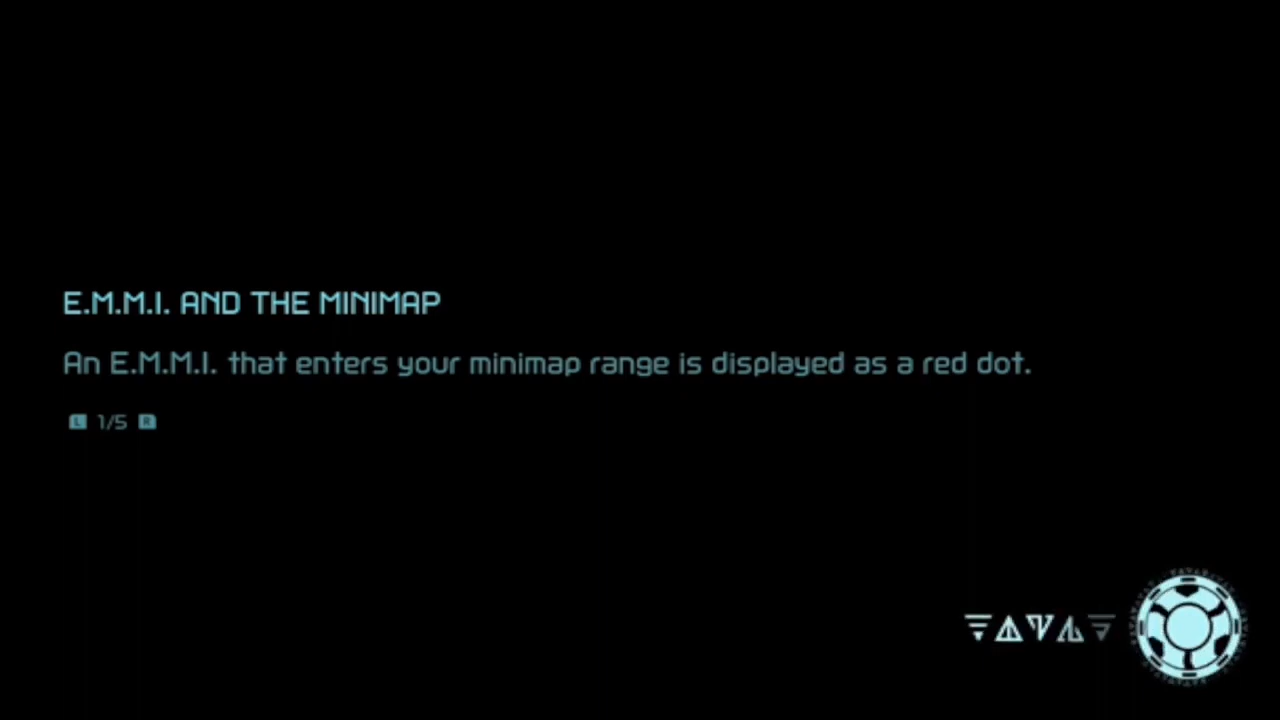 E.M.M.I. AND THE MINIMAP
An E.M.M.I. that enters your minimap range is displayed as a red dot.
L 1/5 R